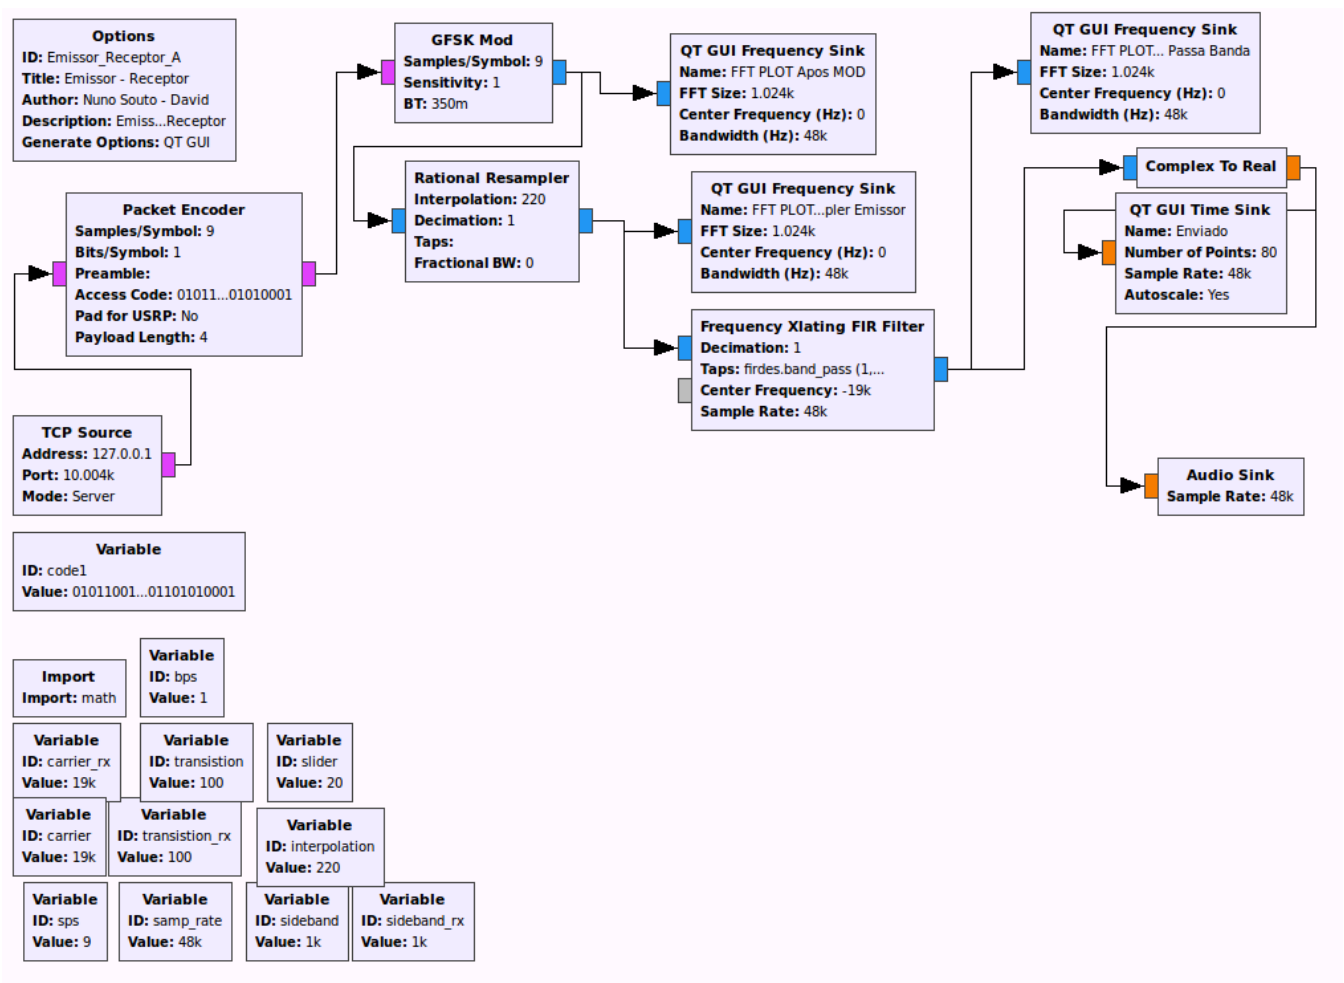 Options
ID: Emissor_Receptor_A
Title: Emissor - Receptor
Author: Nuno Souto - David
Description: Emiss...Receptor
Generate Options: QT GUI
GFSK Mod
Samples/Symbol: 9
Sensitivity: 1
BT: 350m
QT GUI Frequency Sink
Name: FFT PLOT Apos MOD
FFT Size: 1.024k
Center Frequency (Hz): 0
Bandwidth (Hz): 48k
QT GUI Frequency Sink
Name: FFT PLOT... Passa Banda
FFT Size: 1.024k
Center Frequency (Hz): 0
Bandwidth (Hz): 48k
Complex To Real
Rational Resampler
Interpolation: 220
Decimation: 1
Taps:
Fractional BW: 0
QT GUI Frequency Sink
Name: FFT PLOT...pler Emissor
FFT Size: 1.024k
Center Frequency (Hz): 0
Bandwidth (Hz): 48k
QT GUI Time Sink
Name: Enviado
Number of Points: 80
Sample Rate: 48k
Autoscale: Yes
Packet Encoder
Samples/Symbol: 9
Bits/Symbol: 1
Preamble:
Access Code: 01011...01010001
Pad for USRP: No
Payload Length: 4
Frequency Xlating FIR Filter
Decimation: 1
Taps: firdes.band_pass (1,...
Center Frequency: -19k
Sample Rate: 48k
TCP Source
Address: 127.0.0.1
Port: 10.004k
Mode: Server
Audio Sink
Sample Rate: 48k
Variable
ID: code1
Value: 01011001...01101010001
Import
Import: math
Variable
ID: bps
Value: 1
Variable
ID: carrier_rx
Value: 19k
Variable
ID: transistion
Value: 100
Variable
ID: slider
Value: 20
Variable
ID: carrier
Value: 19k
Variable
ID: transistion_rx
Value: 100
Variable
ID: interpolation
Value: 220
Variable
ID: sps
Value: 9
Variable
ID: samp_rate
Value: 48k
Variable
ID: sideband
Value: 1k
Variable
ID: sideband_rx
Value: 1k